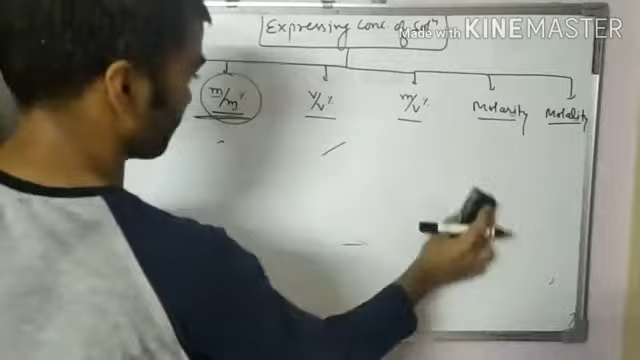 Expressing Conc. of Solⁿ
Made with KINEMASTER
m/m% V/V% m/V% Molarity Molality